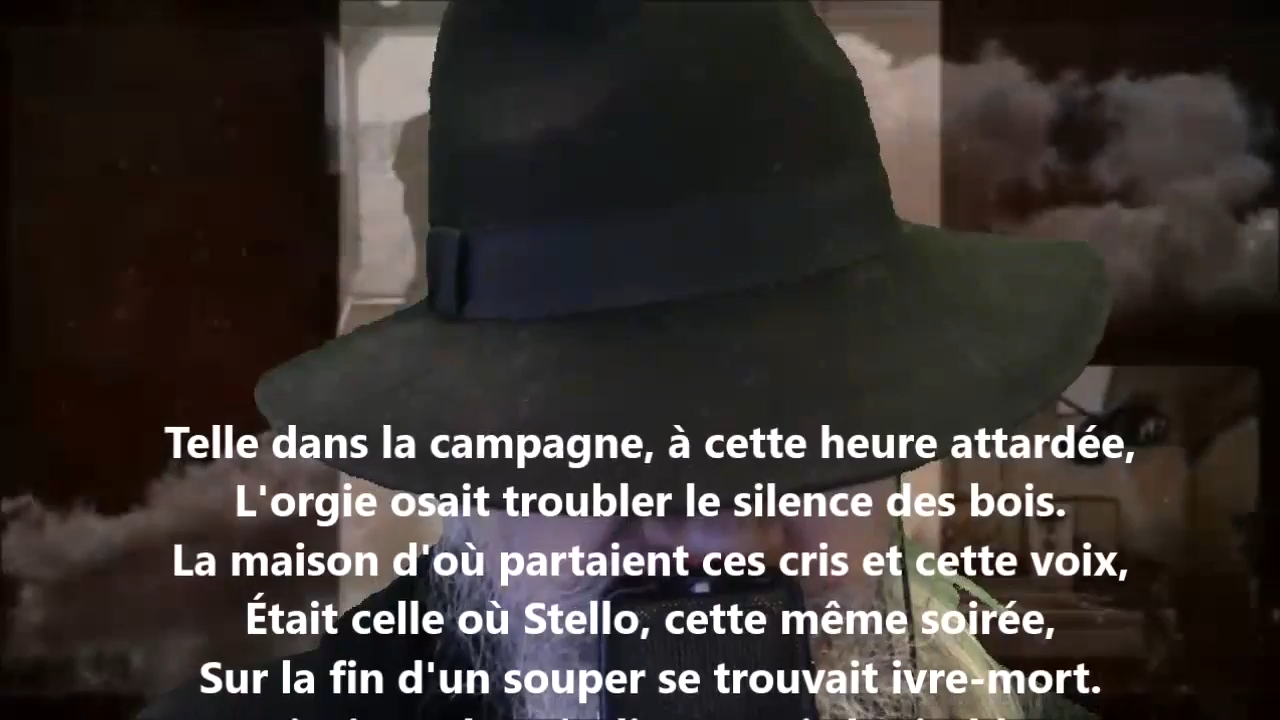 Telle dans la campagne, à cette heure attardée,
L'orgie osait troubler le silence des bois.
La maison d'où partaient ces cris et cette voix,
Était celle où Stello, cette même soirée,
Sur la fin d'un souper se trouvait ivre-mort.